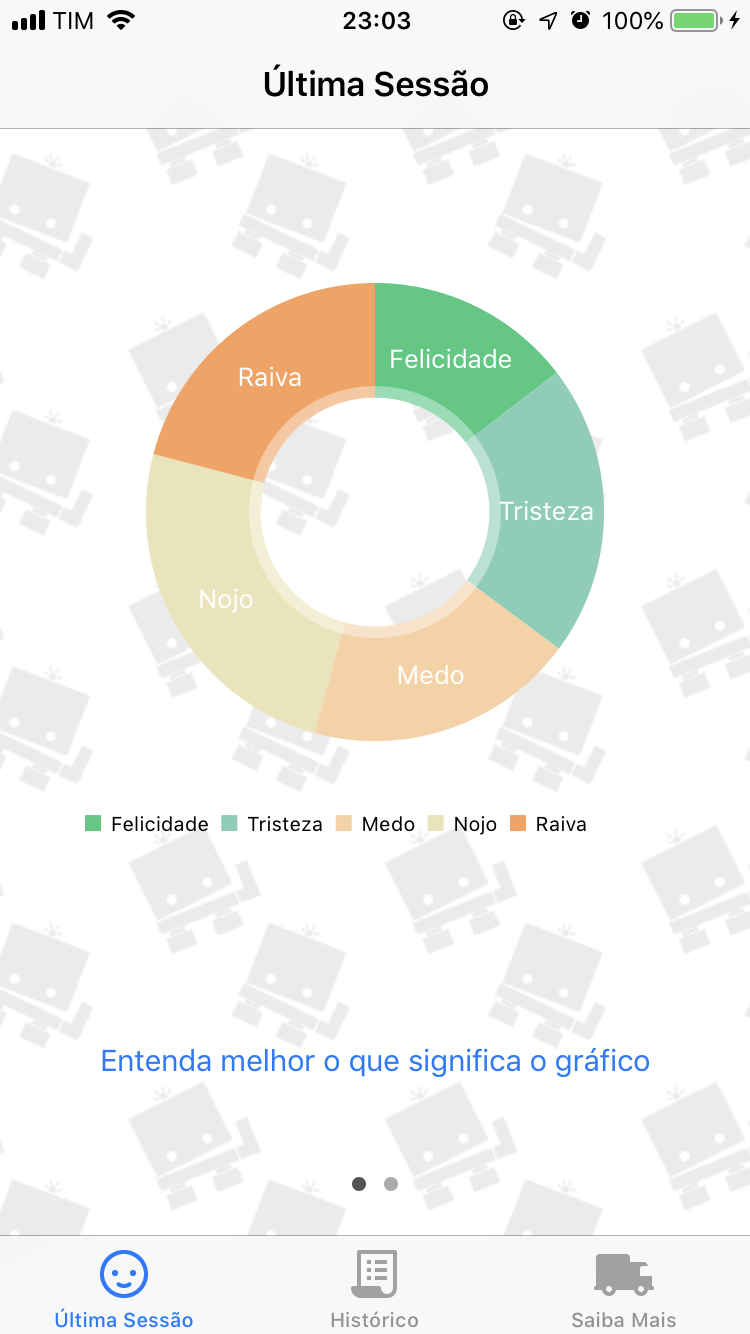 TIM 23:03 100%
Última Sessão
Felicidade
Raiva
Tristeza
Nojo
Medo
Felicidade Tristeza Medo Nojo Raiva
Entenda melhor o que significa o gráfico
Última Sessão Histórico Saiba Mais